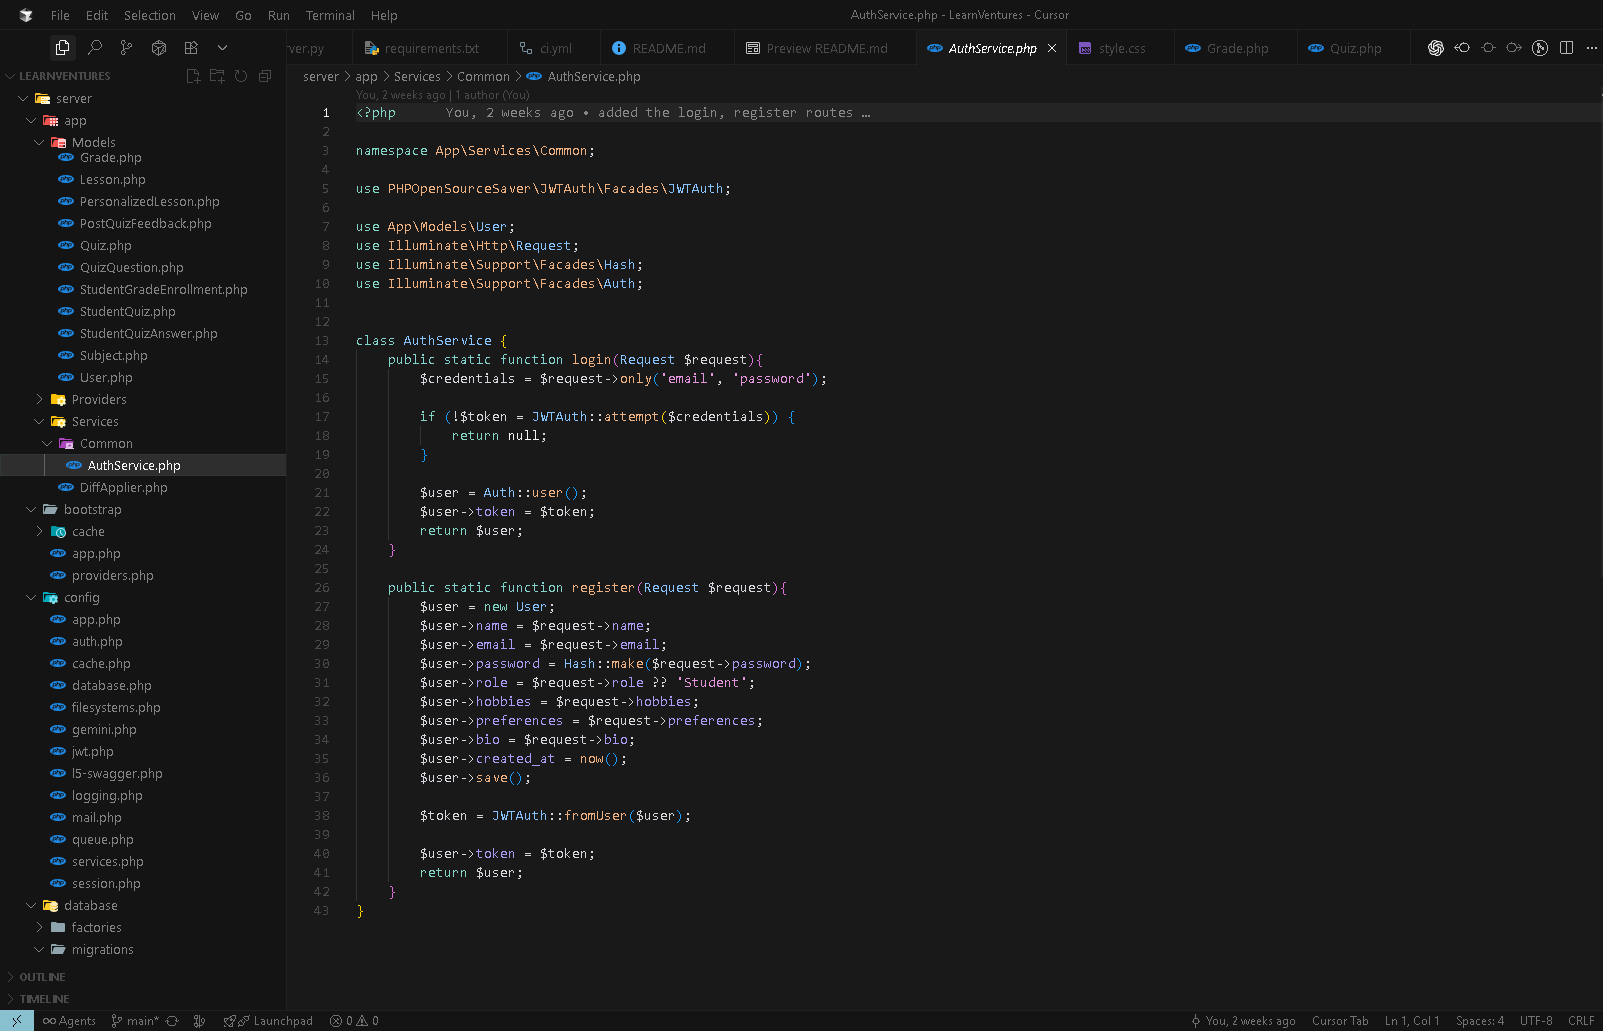 File Edit Selection View Go Run Terminal Help
AuthService.php - LearnVentures - Cursor
rver.py requirements.txt ci.yml README.md Preview README.md AuthService.php style.css Grade.php Quiz.php
LEARNVENTURES
server
app
Models
Grade.php
Lesson.php
PersonalizedLesson.php
PostQuizFeedback.php
Quiz.php
QuizQuestion.php
StudentGradeEnrollment.php
StudentQuiz.php
StudentQuizAnswer.php
Subject.php
User.php
Providers
Services
Common
AuthService.php
DiffApplier.php
bootstrap
cache
app.php
providers.php
config
app.php
auth.php
cache.php
database.php
filesystems.php
gemini.php
jwt.php
l5-swagger.php
logging.php
mail.php
queue.php
services.php
session.php
database
factories
migrations
OUTLINE
TIMELINE
server > app > Services > Common > AuthService.php
You, 2 weeks ago | 1 author (You)
1 <?php You, 2 weeks ago • added the login, register routes …
2
3 namespace App\Services\Common;
4
5 use PHPOpenSourceSaver\JWTAuth\Facades\JWTAuth;
6
7 use App\Models\User;
8 use Illuminate\Http\Request;
9 use Illuminate\Support\Facades\Hash;
10 use Illuminate\Support\Facades\Auth;
11
12
13 class AuthService {
14 public static function login(Request $request){
15 $credentials = $request->only('email', 'password');
16
17 if (!$token = JWTAuth::attempt($credentials)) {
18 return null;
19 }
20
21 $user = Auth::user();
22 $user->token = $token;
23 return $user;
24 }
25
26 public static function register(Request $request){
27 $user = new User;
28 $user->name = $request->name;
29 $user->email = $request->email;
30 $user->password = Hash::make($request->password);
31 $user->role = $request->role ?? 'Student';
32 $user->hobbies = $request->hobbies;
33 $user->preferences = $request->preferences;
34 $user->bio = $request->bio;
35 $user->created_at = now();
36 $user->save();
37
38 $token = JWTAuth::fromUser($user);
39
40 $user->token = $token;
41 return $user;
42 }
43 }
Agents main* Launchpad 0 0 You, 2 weeks ago Cursor Tab Ln 1, Col 1 Spaces: 4 UTF-8 CRLF